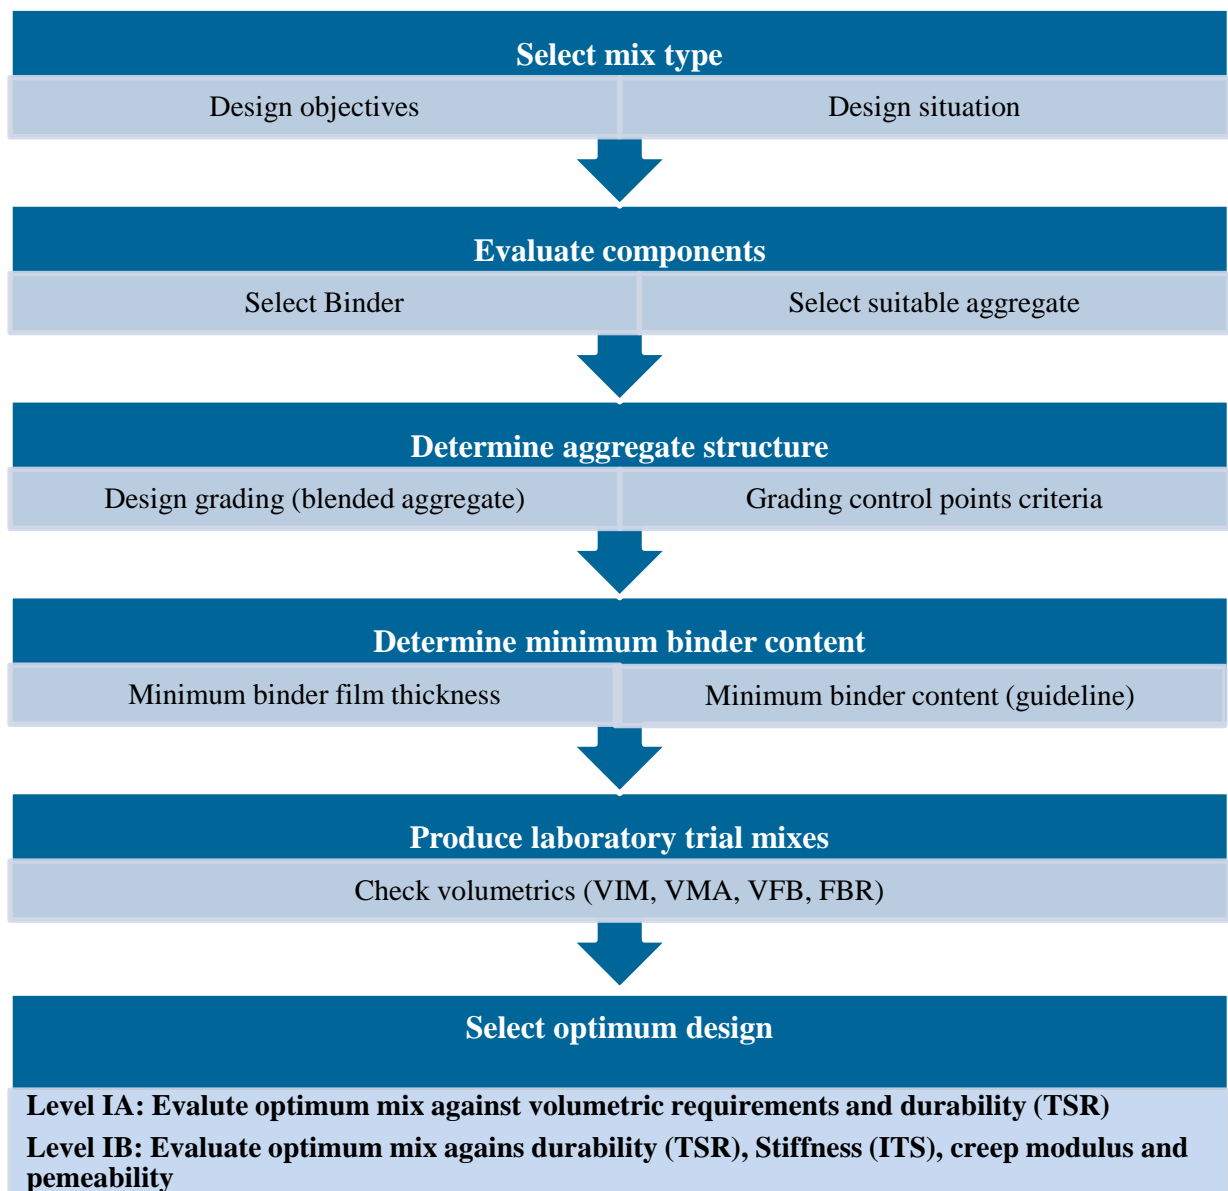 Select mix type
Design objectives
Design situation
Evaluate components
Select Binder
Select suitable aggregate
Determine aggregate structure
Design grading (blended aggregate)
Grading control points criteria
Determine minimum binder content
Minimum binder film thickness
Minimum binder content (guideline)
Produce laboratory trial mixes
Check volumetrics (VIM, VMA, VFB, FBR)
Select optimum design
Level IA: Evalute optimum mix against volumetric requirements and durability (TSR)
Level IB: Evaluate optimum mix agains durability (TSR), Stiffness (ITS), creep modulus and
pemeability